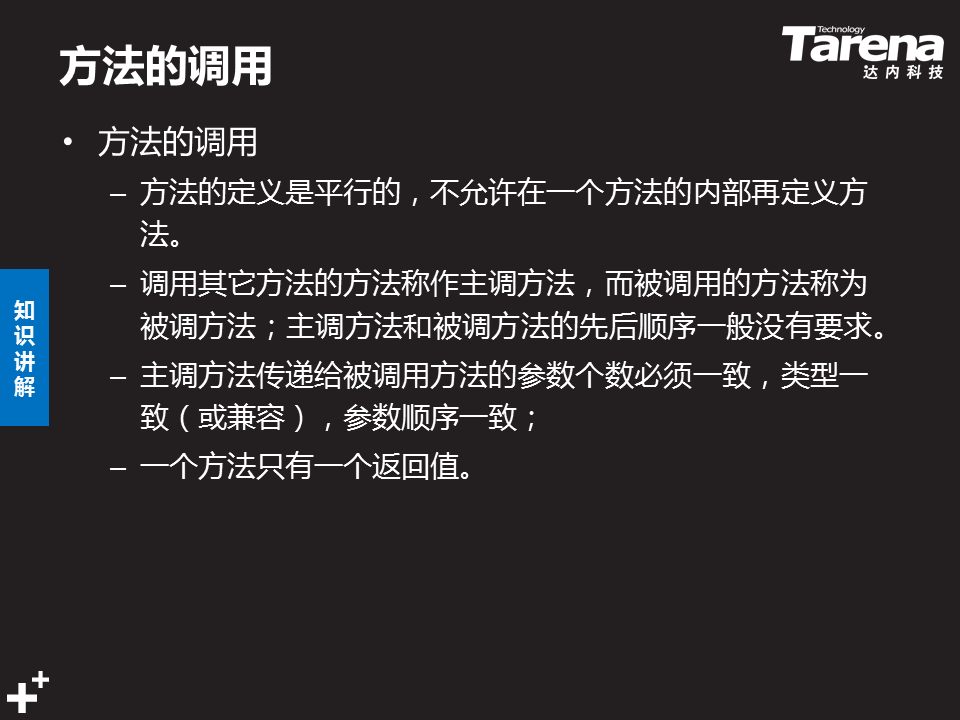 方法的调用
Technology
Tarena
达内科技
• 方法的调用
– 方法的定义是平行的，不允许在一个方法的内部再定义方
法。
– 调用其它方法的方法称作主调方法，而被调用的方法称为
被调方法；主调方法和被调方法的先后顺序一般没有要求。
– 主调方法传递给被调用方法的参数个数必须一致，类型一
致（或兼容），参数顺序一致；
– 一个方法只有一个返回值。
知
识
讲
解
++